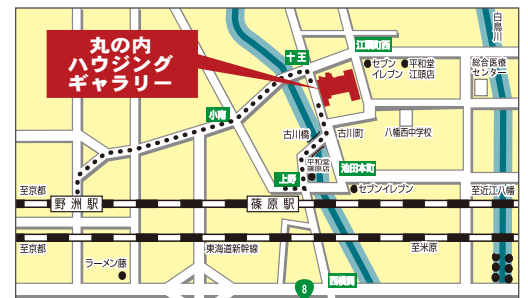 丸の内
ハウジング
ギャラリー
十王
江頭町西
白鳥川
セブン
イレブン
平和堂
江頭店
総合医療
センター
小南
古川橋
古川町
八幡西中学校
平和堂
篠原店
上野
池田本町
至京都
野洲駅
篠原駅
セブンイレブン
至近江八幡
至京都
東海道新幹線
至米原
ラーメン藤
8
西横関